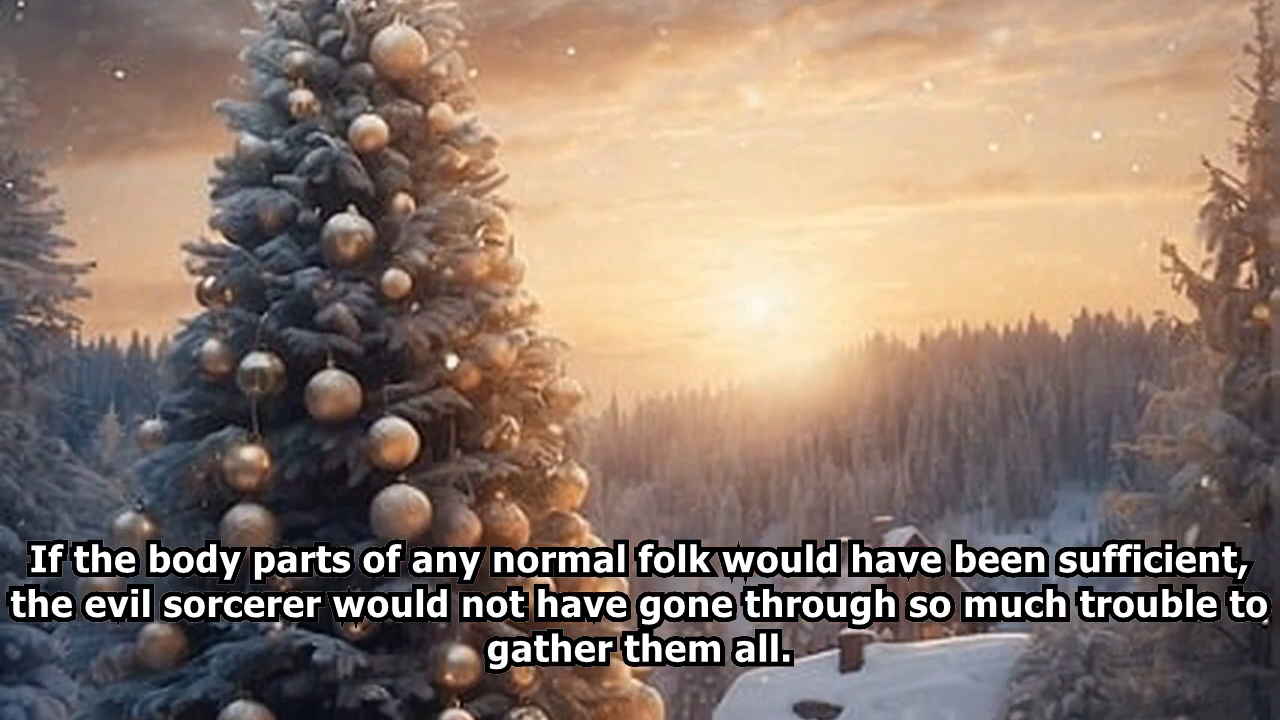 If the body parts of any normal folk would have been sufficient,
the evil sorcerer would not have gone through so much trouble to
gather them all.